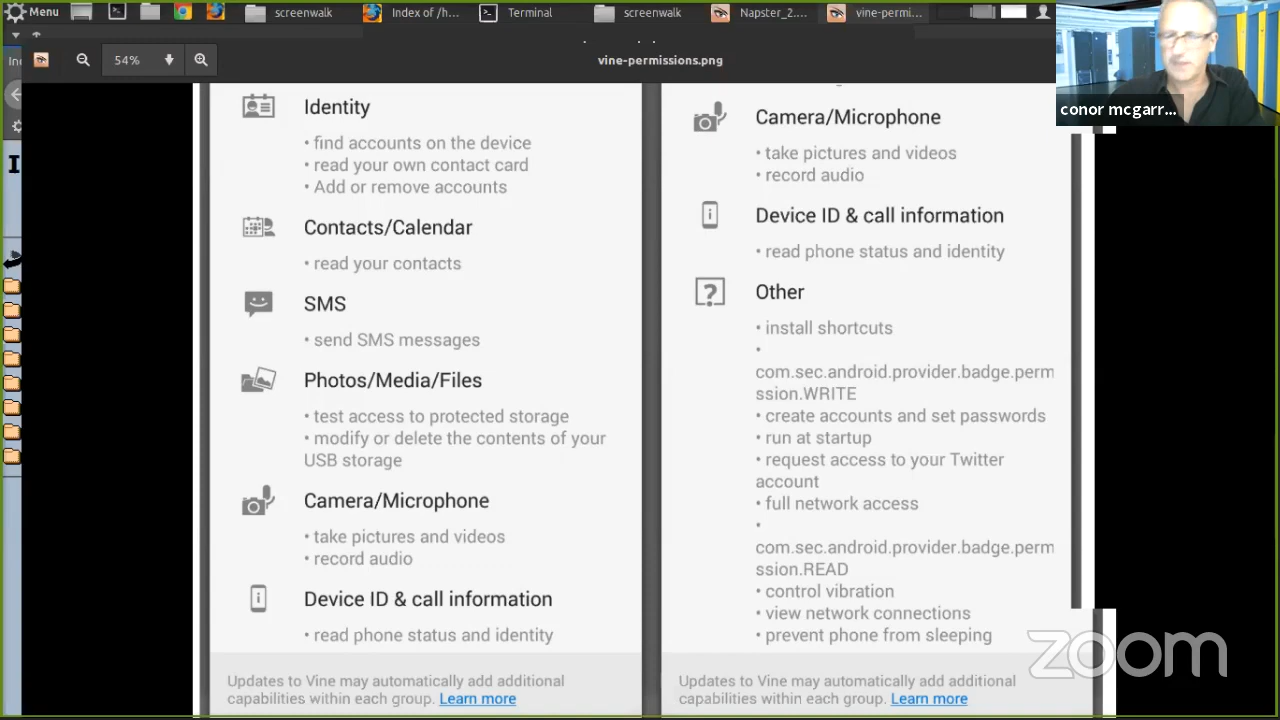 Menu
screenwalk
Index of /h...
Terminal
screenwalk
Napster_2....
vine-permi...
54%
vine-permissions.png
conor mcgarr...
In
I
Identity
• find accounts on the device
• read your own contact card
• Add or remove accounts
Contacts/Calendar
• read your contacts
SMS
• send SMS messages
Photos/Media/Files
• test access to protected storage
• modify or delete the contents of your
USB storage
Camera/Microphone
• take pictures and videos
• record audio
Device ID & call information
• read phone status and identity
Updates to Vine may automatically add additional
capabilities within each group. Learn more
Camera/Microphone
• take pictures and videos
• record audio
Device ID & call information
• read phone status and identity
Other
• install shortcuts
•
com.sec.android.provider.badge.perm
ssion.WRITE
• create accounts and set passwords
• run at startup
• request access to your Twitter
account
• full network access
•
com.sec.android.provider.badge.perm
ssion.READ
• control vibration
• view network connections
• prevent phone from sleeping
Updates to Vine may automatically add additional
capabilities within each group. Learn more
zoom